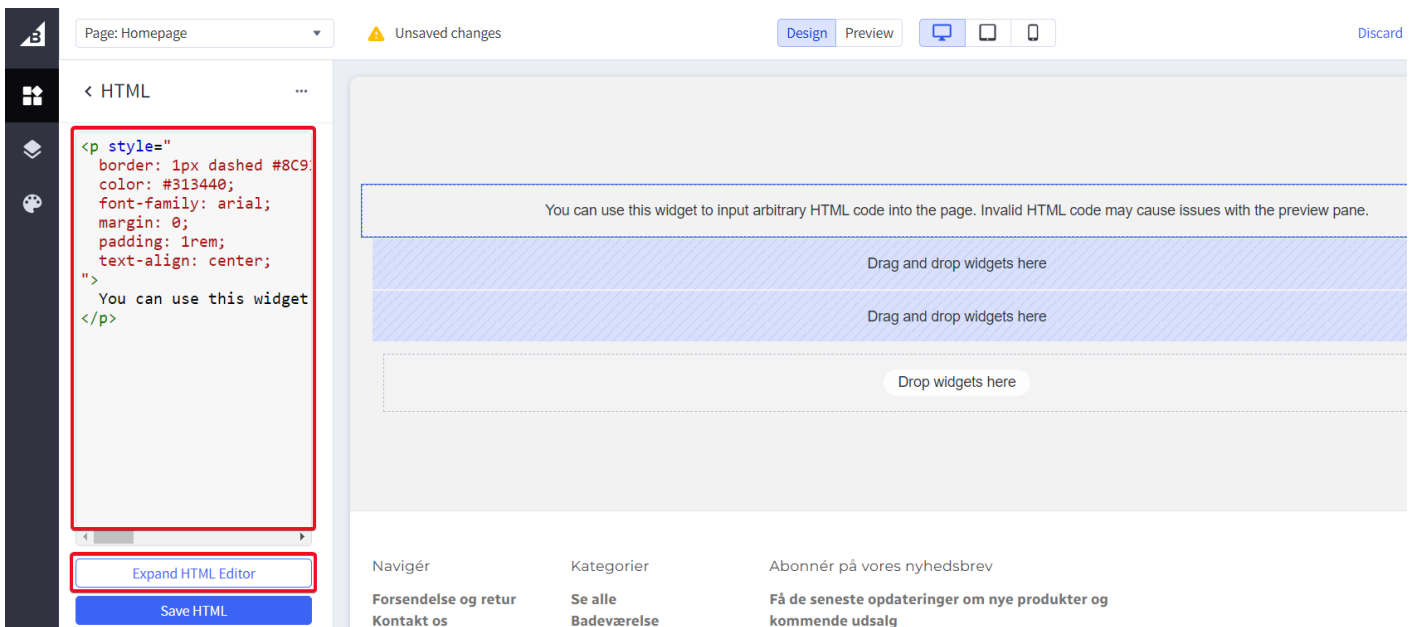 B
Page: Homepage
Unsaved changes
Design
Preview
Discard
HTML
<p style="
border: 1px dashed #8C9
color: #313440;
font-family: arial;
margin: 0;
padding: 1rem;
text-align: center;
">
You can use this widget
</p>
Expand HTML Editor
Save HTML
You can use this widget to input arbitrary HTML code into the page. Invalid HTML code may cause issues with the preview pane.
Drag and drop widgets here
Drag and drop widgets here
Drop widgets here
Navigér
Forsendelse og retur
Kontakt os
Kategorier
Se alle
Badeværelse
Abonnér på vores nyhedsbrev
Få de seneste opdateringer om nye produkter og
kommende udsalg